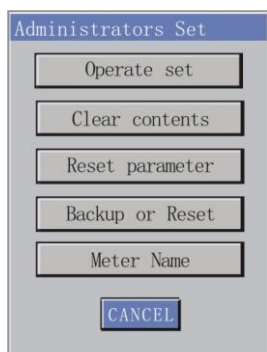 Administrators Set
Operate set
Clear contents
Reset parameter
Backup or Reset
Meter Name
CANCEL